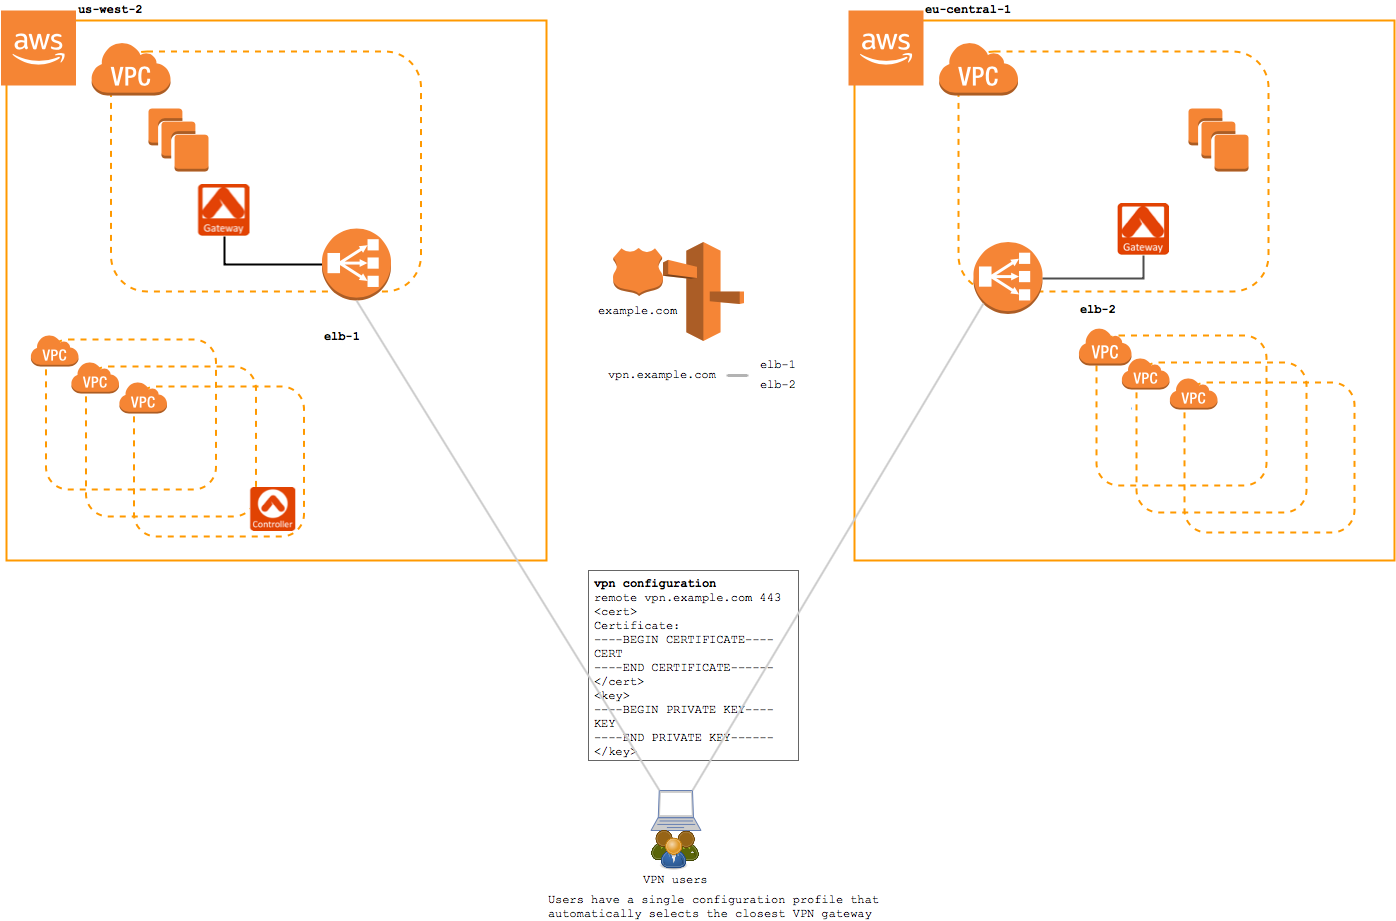 us-west-2
aws
VPC
Gateway
elb-1
VPC
VPC
VPC
Controller
example.com
vpn.example.com
elb-1
elb-2
eu-central-1
aws
VPC
Gateway
elb-2
VPC
VPC
VPC
vpn configuration
remote vpn.example.com 443
<cert>
Certificate:
----BEGIN CERTIFICATE----
CERT
----END CERTIFICATE------
</cert>
<key>
----BEGIN PRIVATE KEY----
KEY
----END PRIVATE KEY------
</key>
VPN users
Users have a single configuration profile that
automatically selects the closest VPN gateway